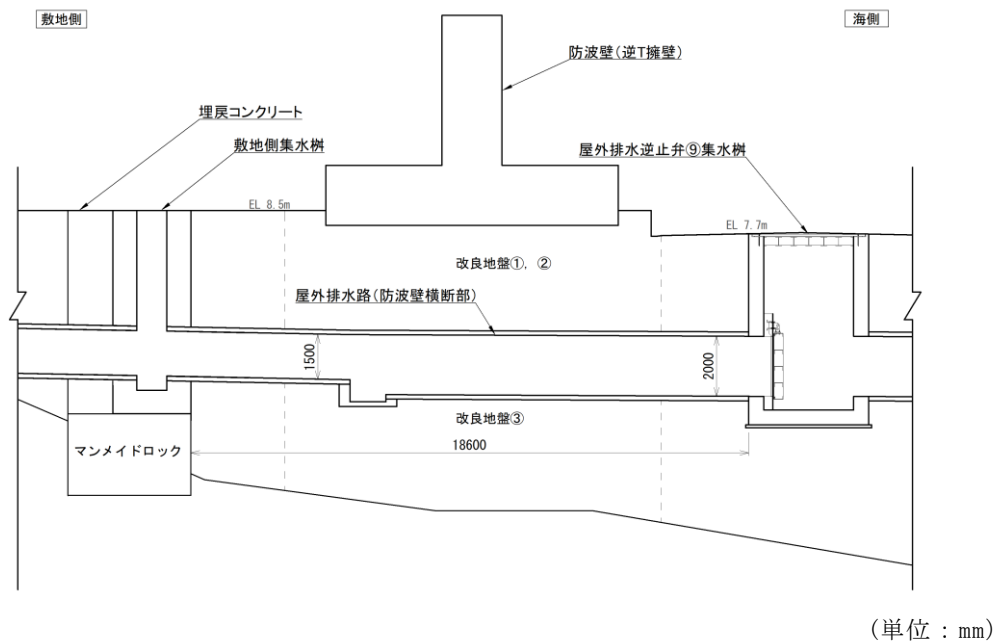 敷地側
海側
防波壁(逆T擁壁)
埋戻コンクリート
敷地側集水桝
屋外排水逆止弁⑨集水桝
EL 8.5m
EL 7.7m
改良地盤①, ②
屋外排水路(防波壁横断部)
1500
2000
改良地盤③
マンメイドロック
18600
(単位：mm)